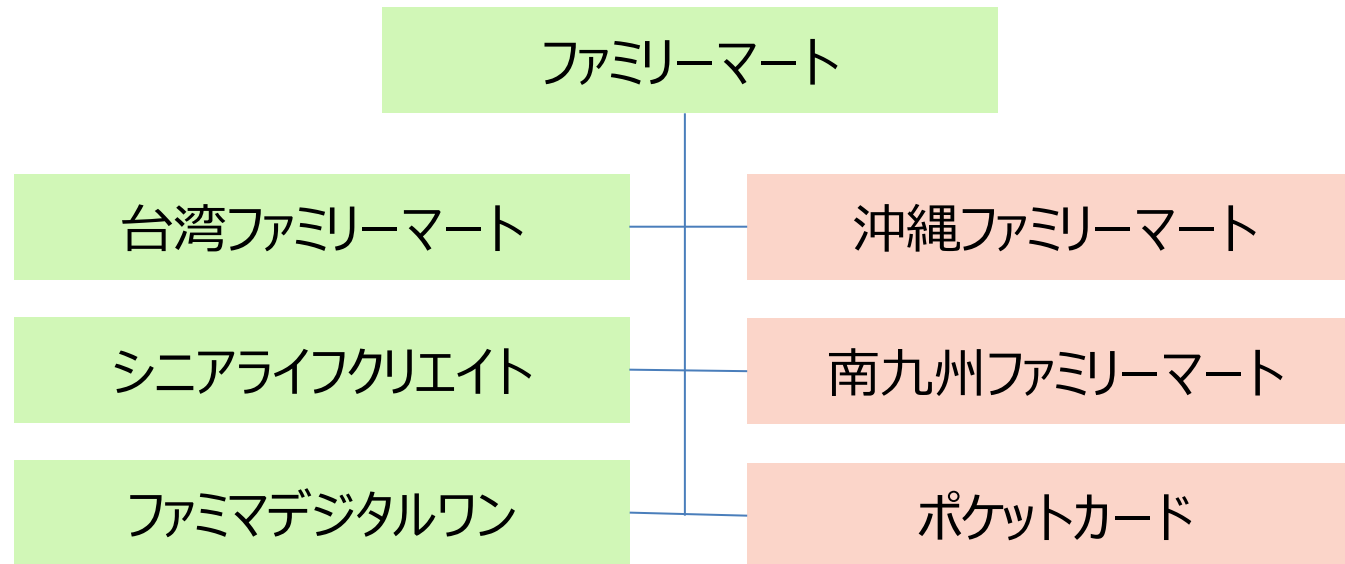 ファミリーマート
台湾ファミリーマート
沖縄ファミリーマート
シニアライフクリエイト
南九州ファミリーマート
ファミマデジタルワン
ポケットカード